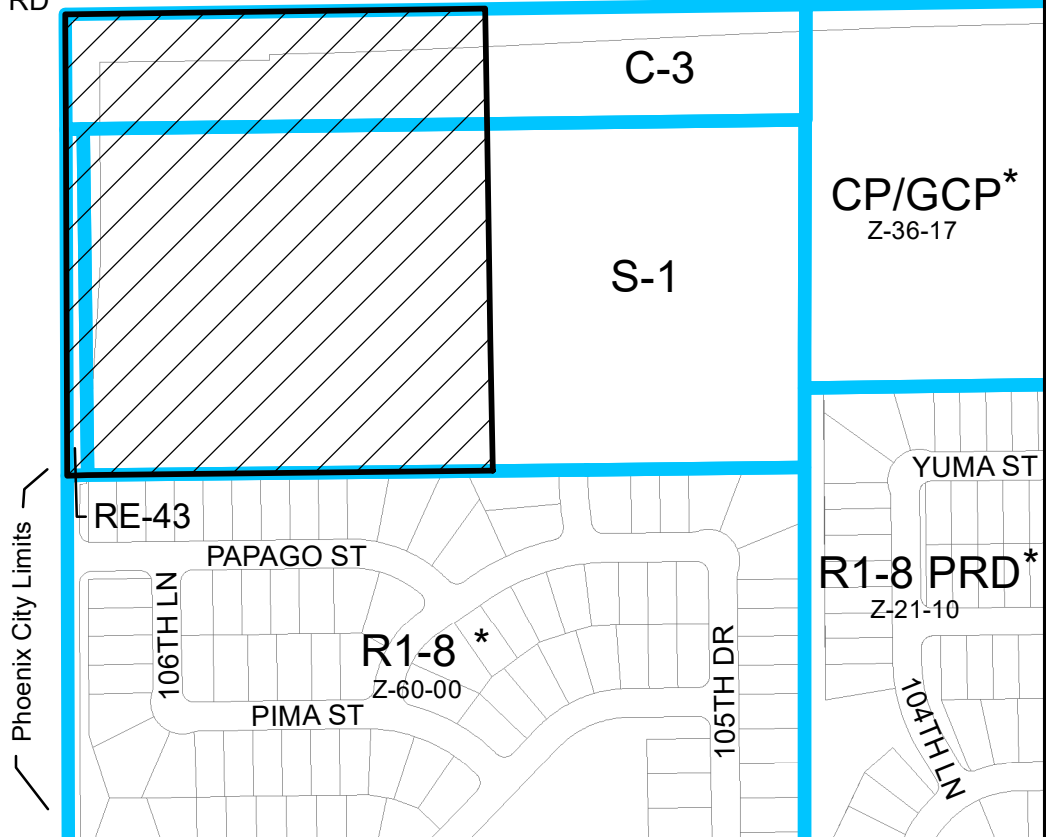 RD
C-3
CP/GCP*
Z-36-17
S-1
YUMA ST
RE-43
PAPAGO ST
R1-8 PRD*
Z-21-10
106TH LN
R1-8 *
Z-60-00
105TH DR
PIMA ST
104TH LN
Phoenix City Limits